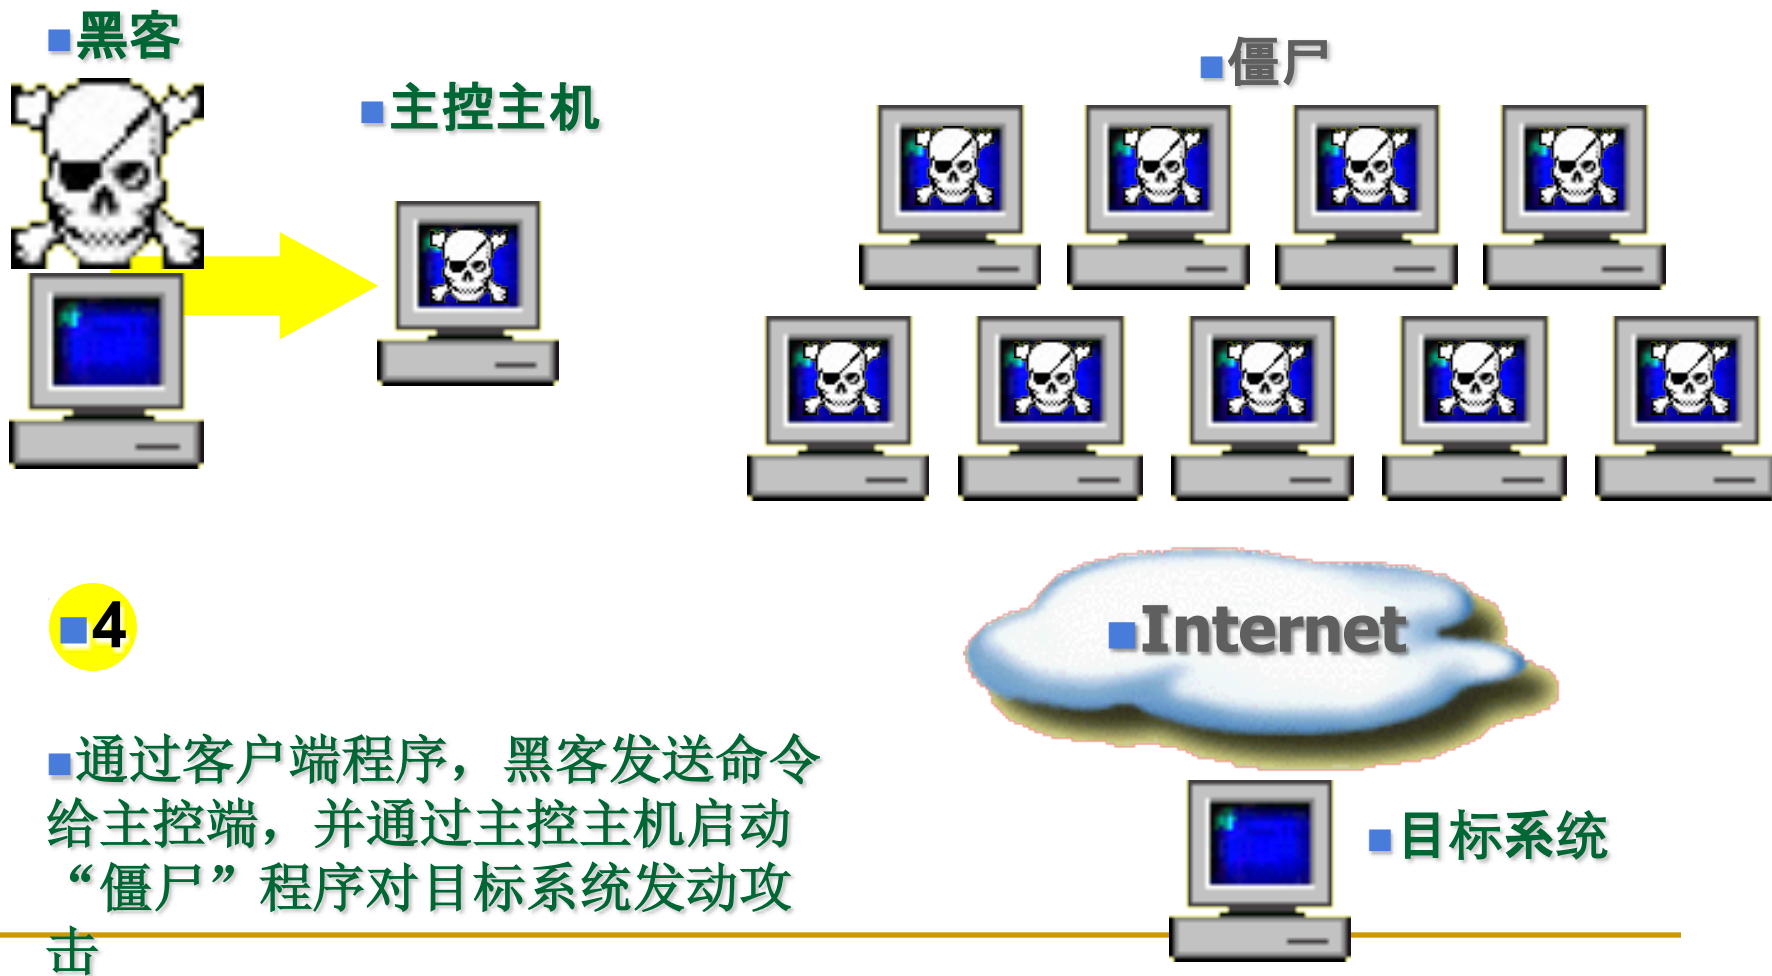 黑客
主控主机
僵尸
4
Internet
通过客户端程序，黑客发送命令
给主控端，并通过主控主机启动
“僵尸”程序对目标系统发动攻
击
目标系统